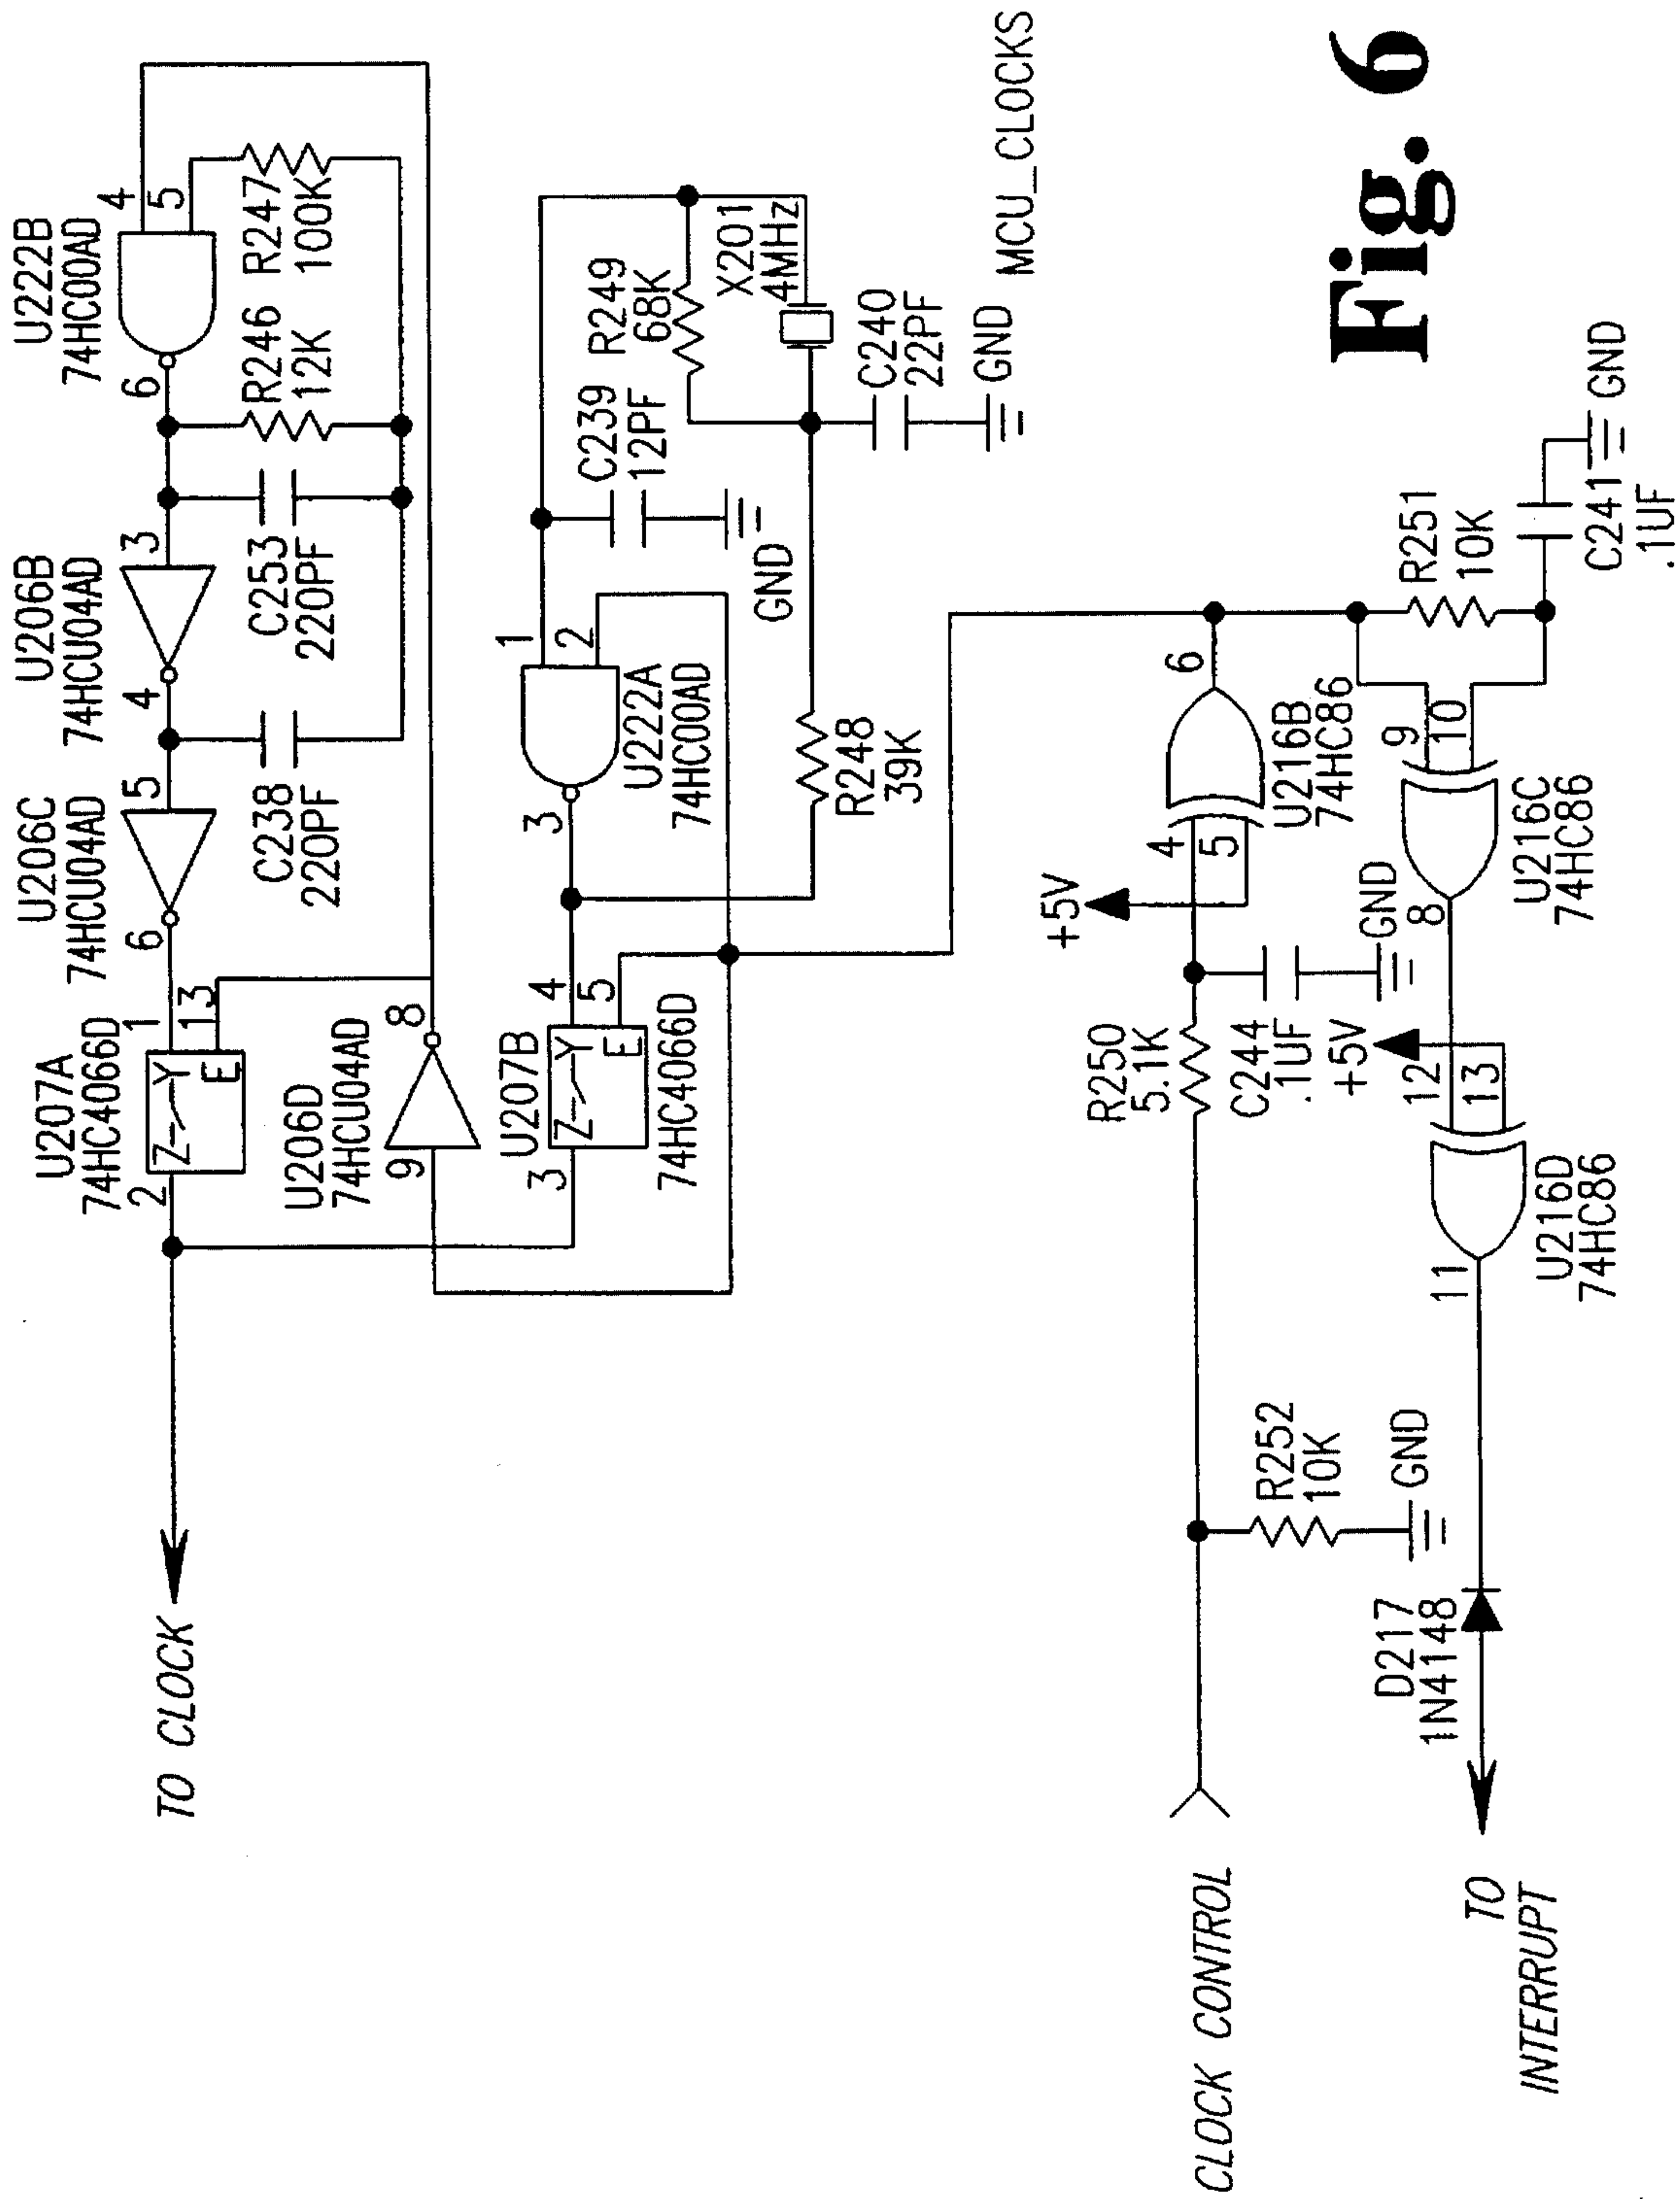 U222B
74HC00AD
4
5
6
R247
100K
R246
12K
U206B
74HCU04AD
3
4
C253
220PF
U206C
74HCU04AD
5
6
C238
220PF
U207A
74HC4066D
1
13
2
Z
Y
E
U206D
74HCU04AD
8
9
TO CLOCK
U207B
74HC4066D
Z
Y
E
4
5
3
U222A
74HC00AD
1
2
3
C239
12PF
GND
R249
68K
X201
4MHz
C240
22PF
GND
R248
39K
MCU_CLOCKS
CLOCK CONTROL
R252
10K
GND
R250
5.1K
C244
.1UF
GND
+5V
4
5
6
U216B
74HC86
R251
10K
C241
.1UF
GND
9
10
8
U216C
74HC86
+5V
12
13
11
U216D
74HC86
D217
1N4148
TO
INTERRUPT
Fig. 6